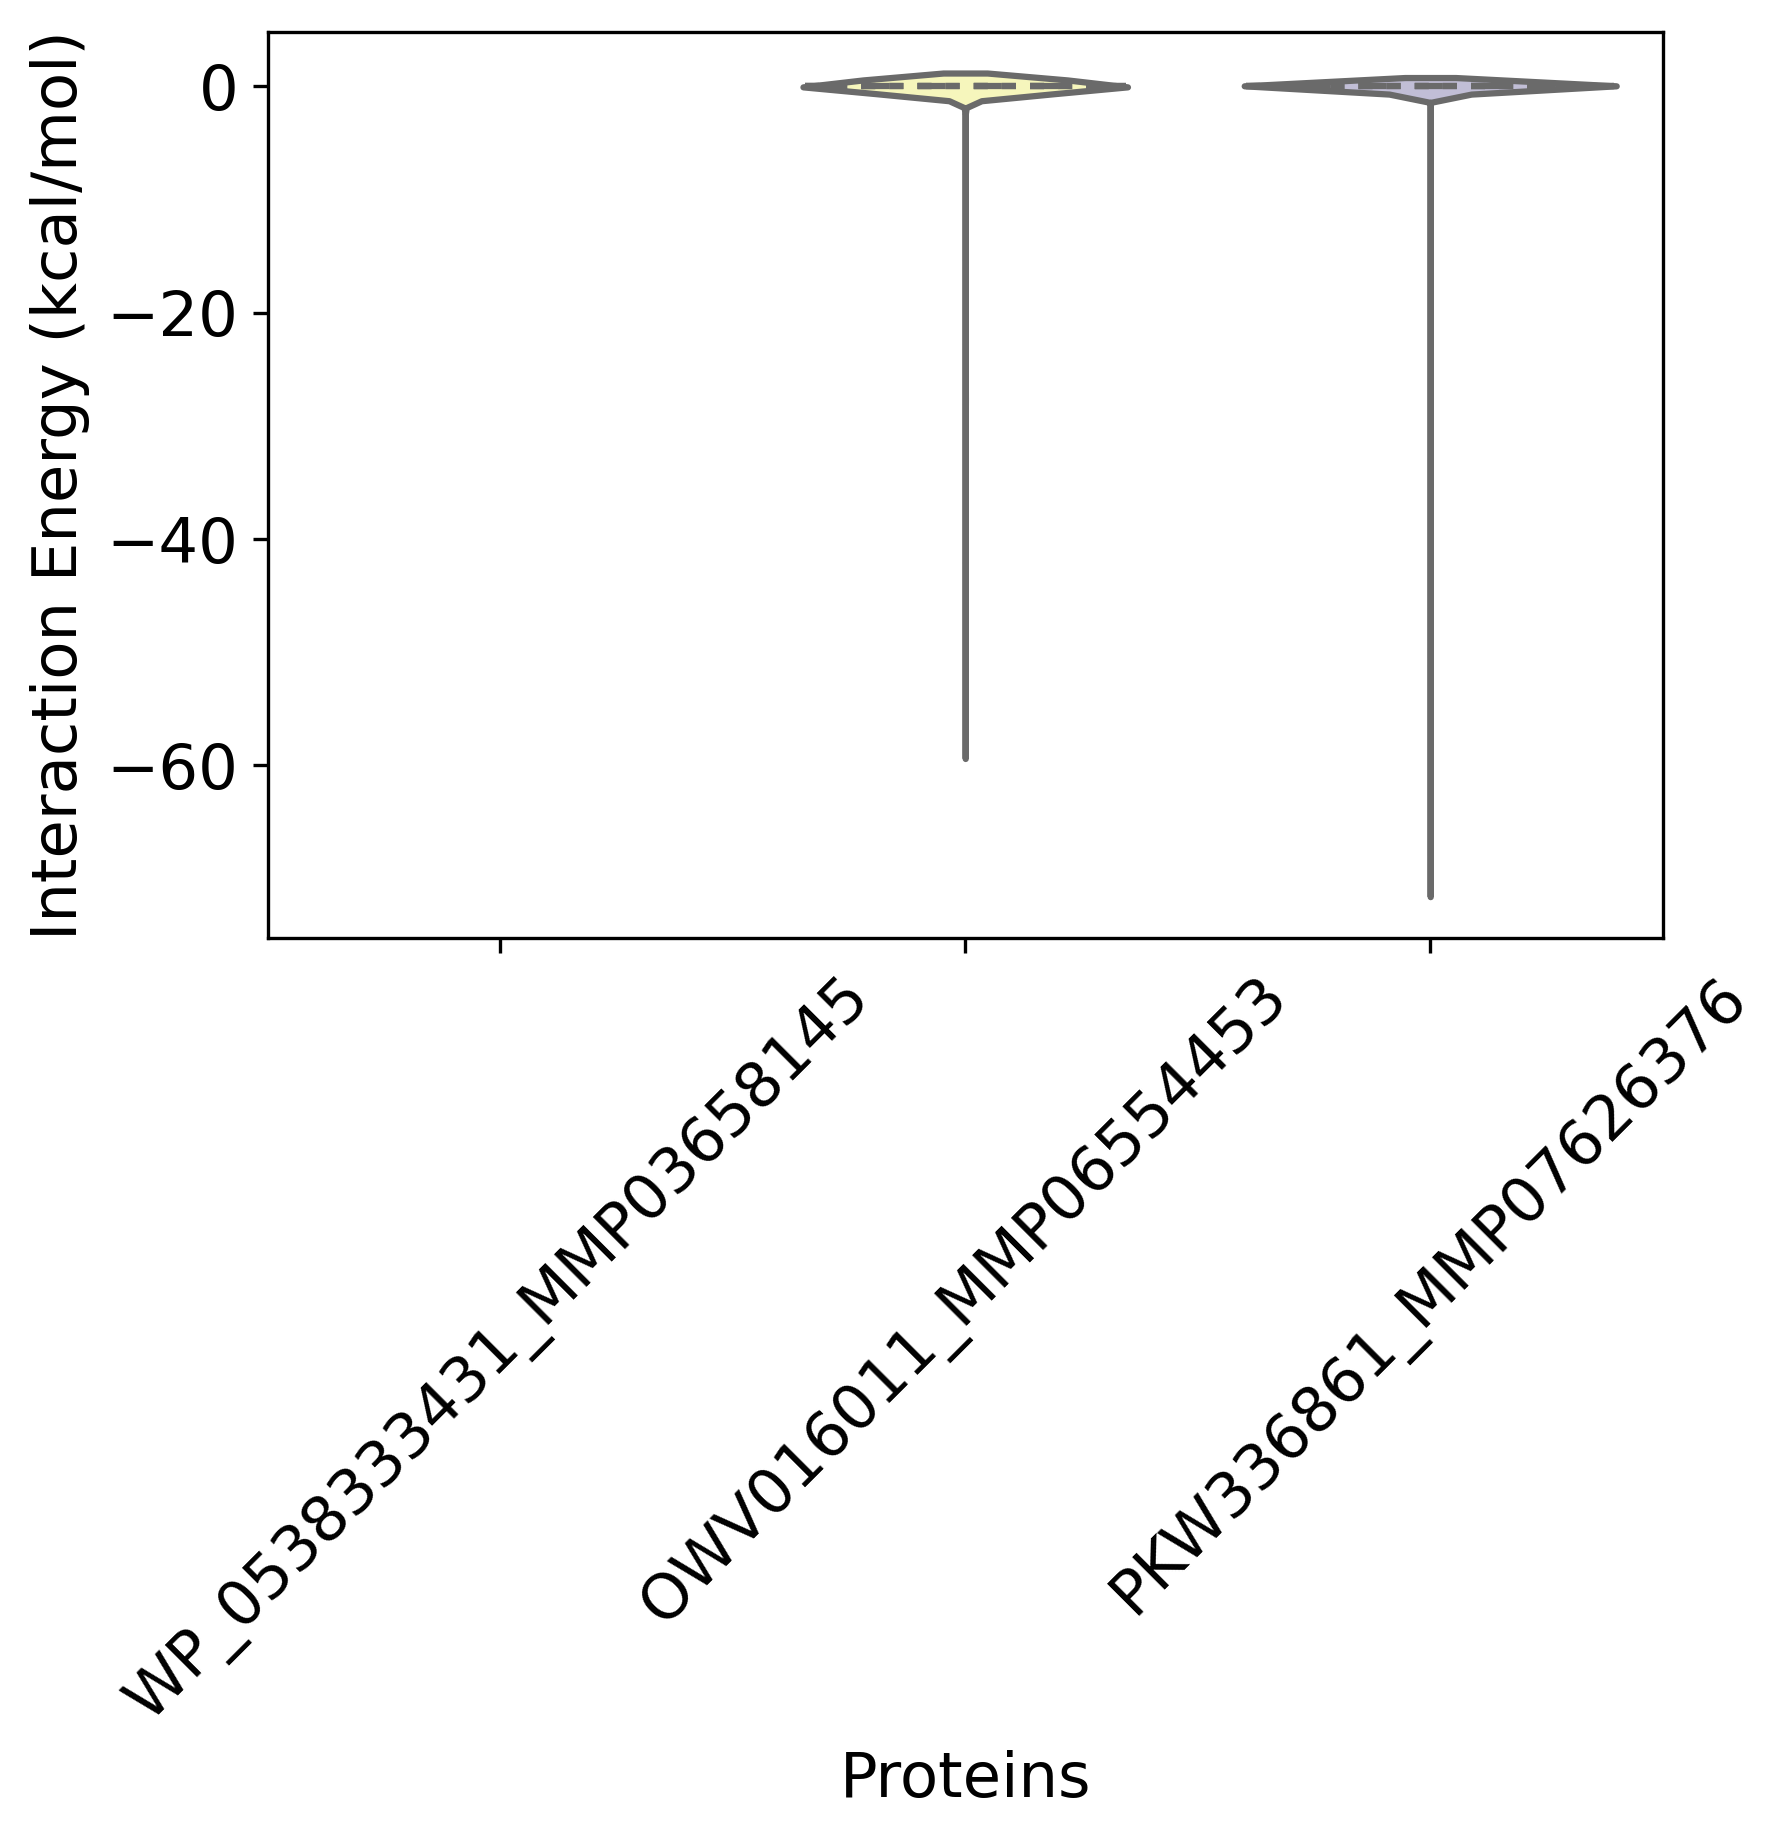 Interaction Energy (kcal/mol)
0
−20
−40
−60
WP_053833431_MMP03658145
OWV016011_MMP06554453
PKW336861_MMP07626376
Proteins